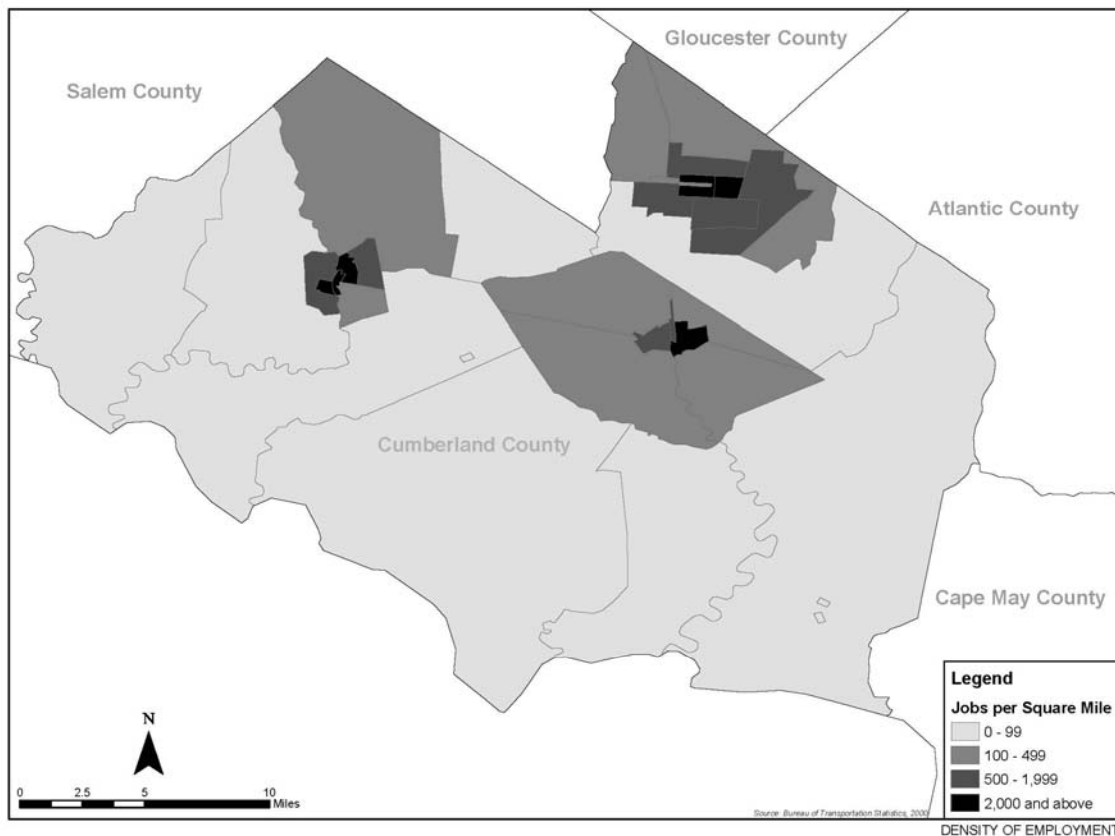 Gloucester County
Salem County
Atlantic County
Cumberland County
Cape May County
Legend
Jobs per Square Mile
0 - 99
100 - 499
500 - 1,999
2,000 and above
N
0 2.5 5 10
Miles
Source: Bureau of Transportation Statistics, 2000
DENSITY OF EMPLOYMENT